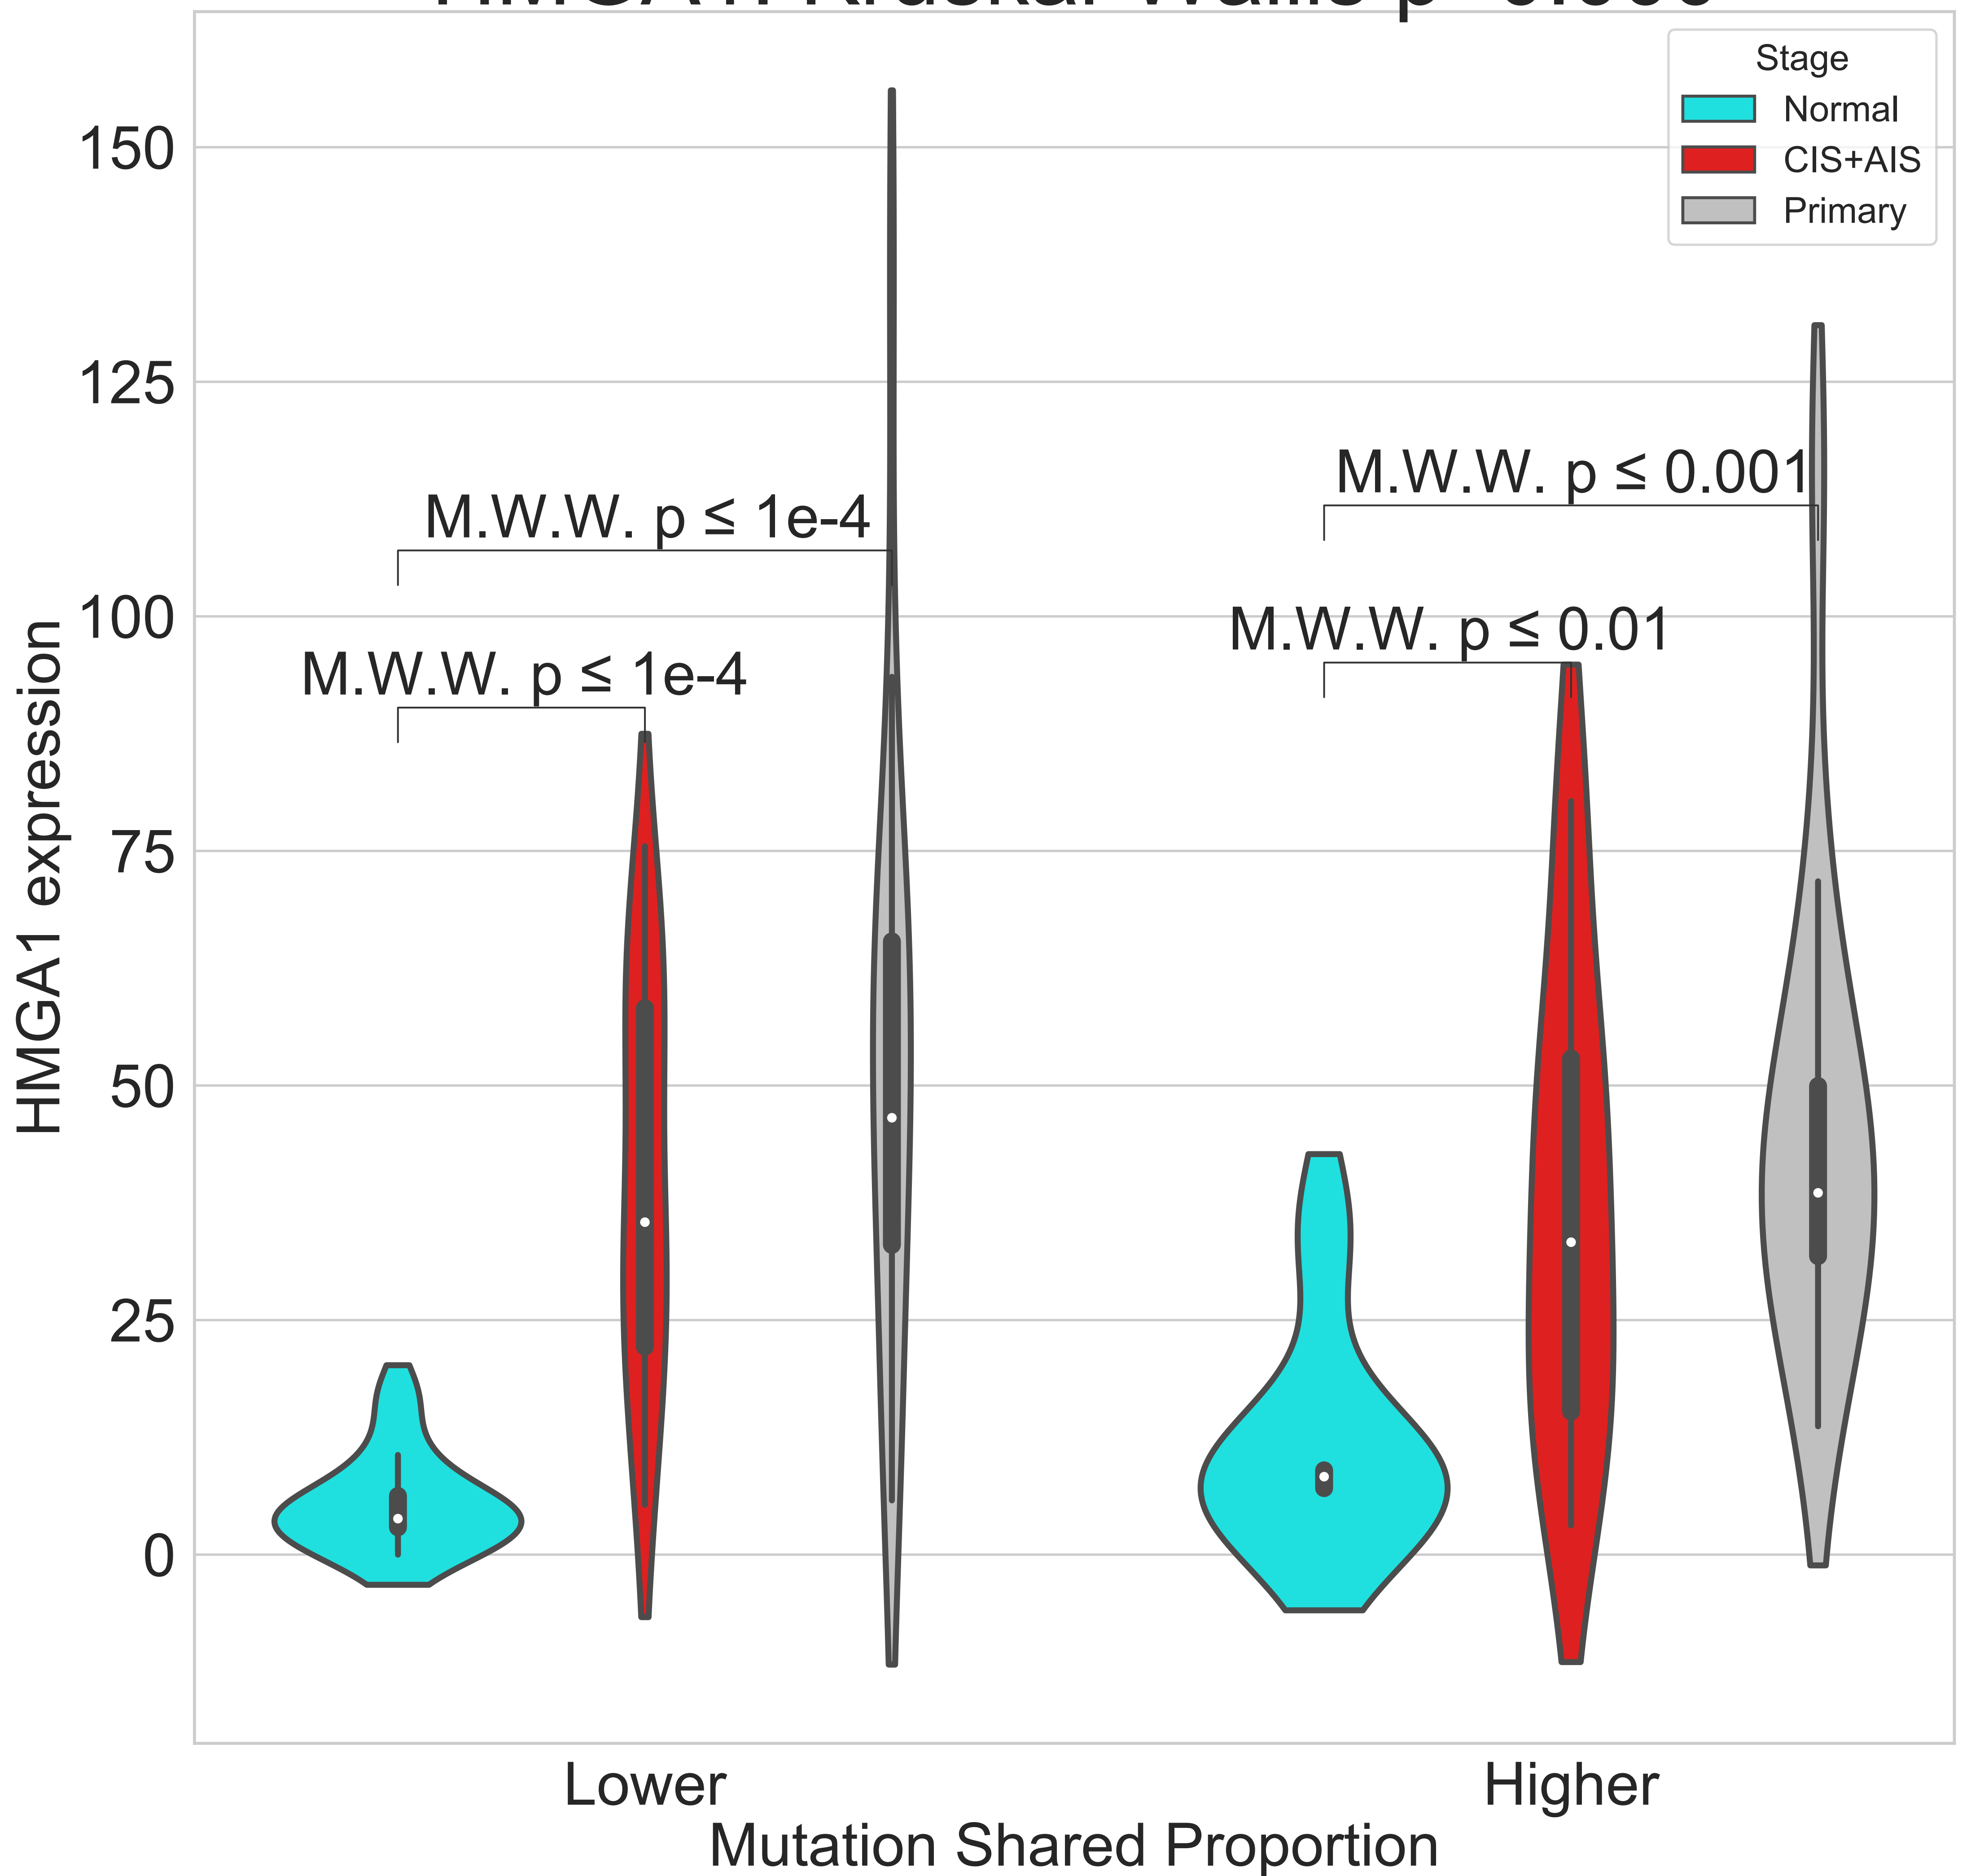 Stage
Normal
CIS+AIS
Primary
150
125
100
75
50
25
0
HMGA1 expression
M.W.W. p ≤ 1e-4
M.W.W. p ≤ 1e-4
M.W.W. p ≤ 0.001
M.W.W. p ≤ 0.01
Lower
Higher
Mutation Shared Proportion